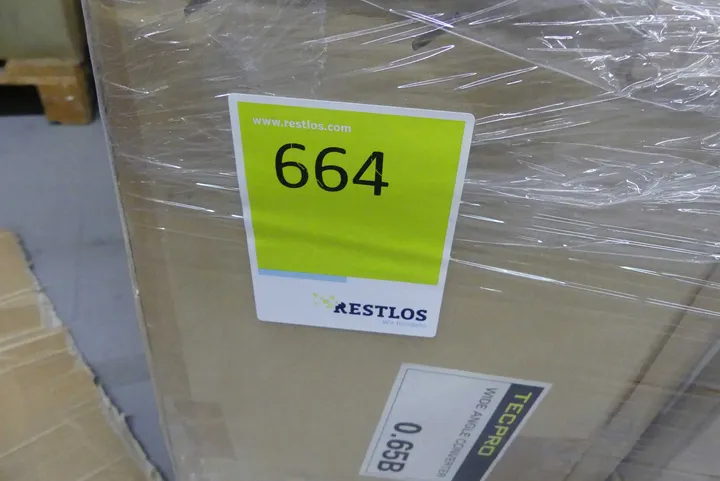 www.restlos.com
664
RESTLOS
TECPRO
WIDE ANGLE CONVERTER
0.65B